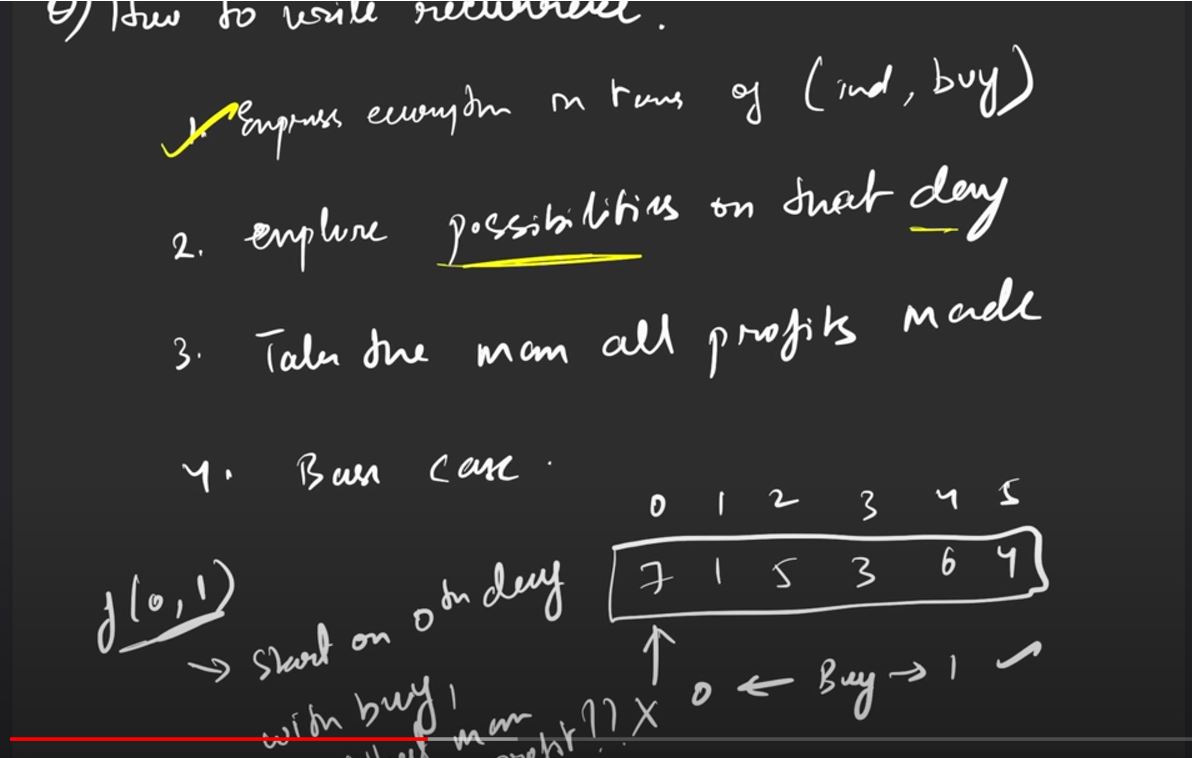 Q) How to write recurrence.
1. Express everything in terms of (ind, buy)
2. explore possibilities on that day
3. Take the max all profits made
4. Base case.
0 1 2 3 4 5
7 1 5 3 6 4
f(0, 1)
→ Start on 0th day
with buy,
max profit ?? X
0 ← Buy → 1